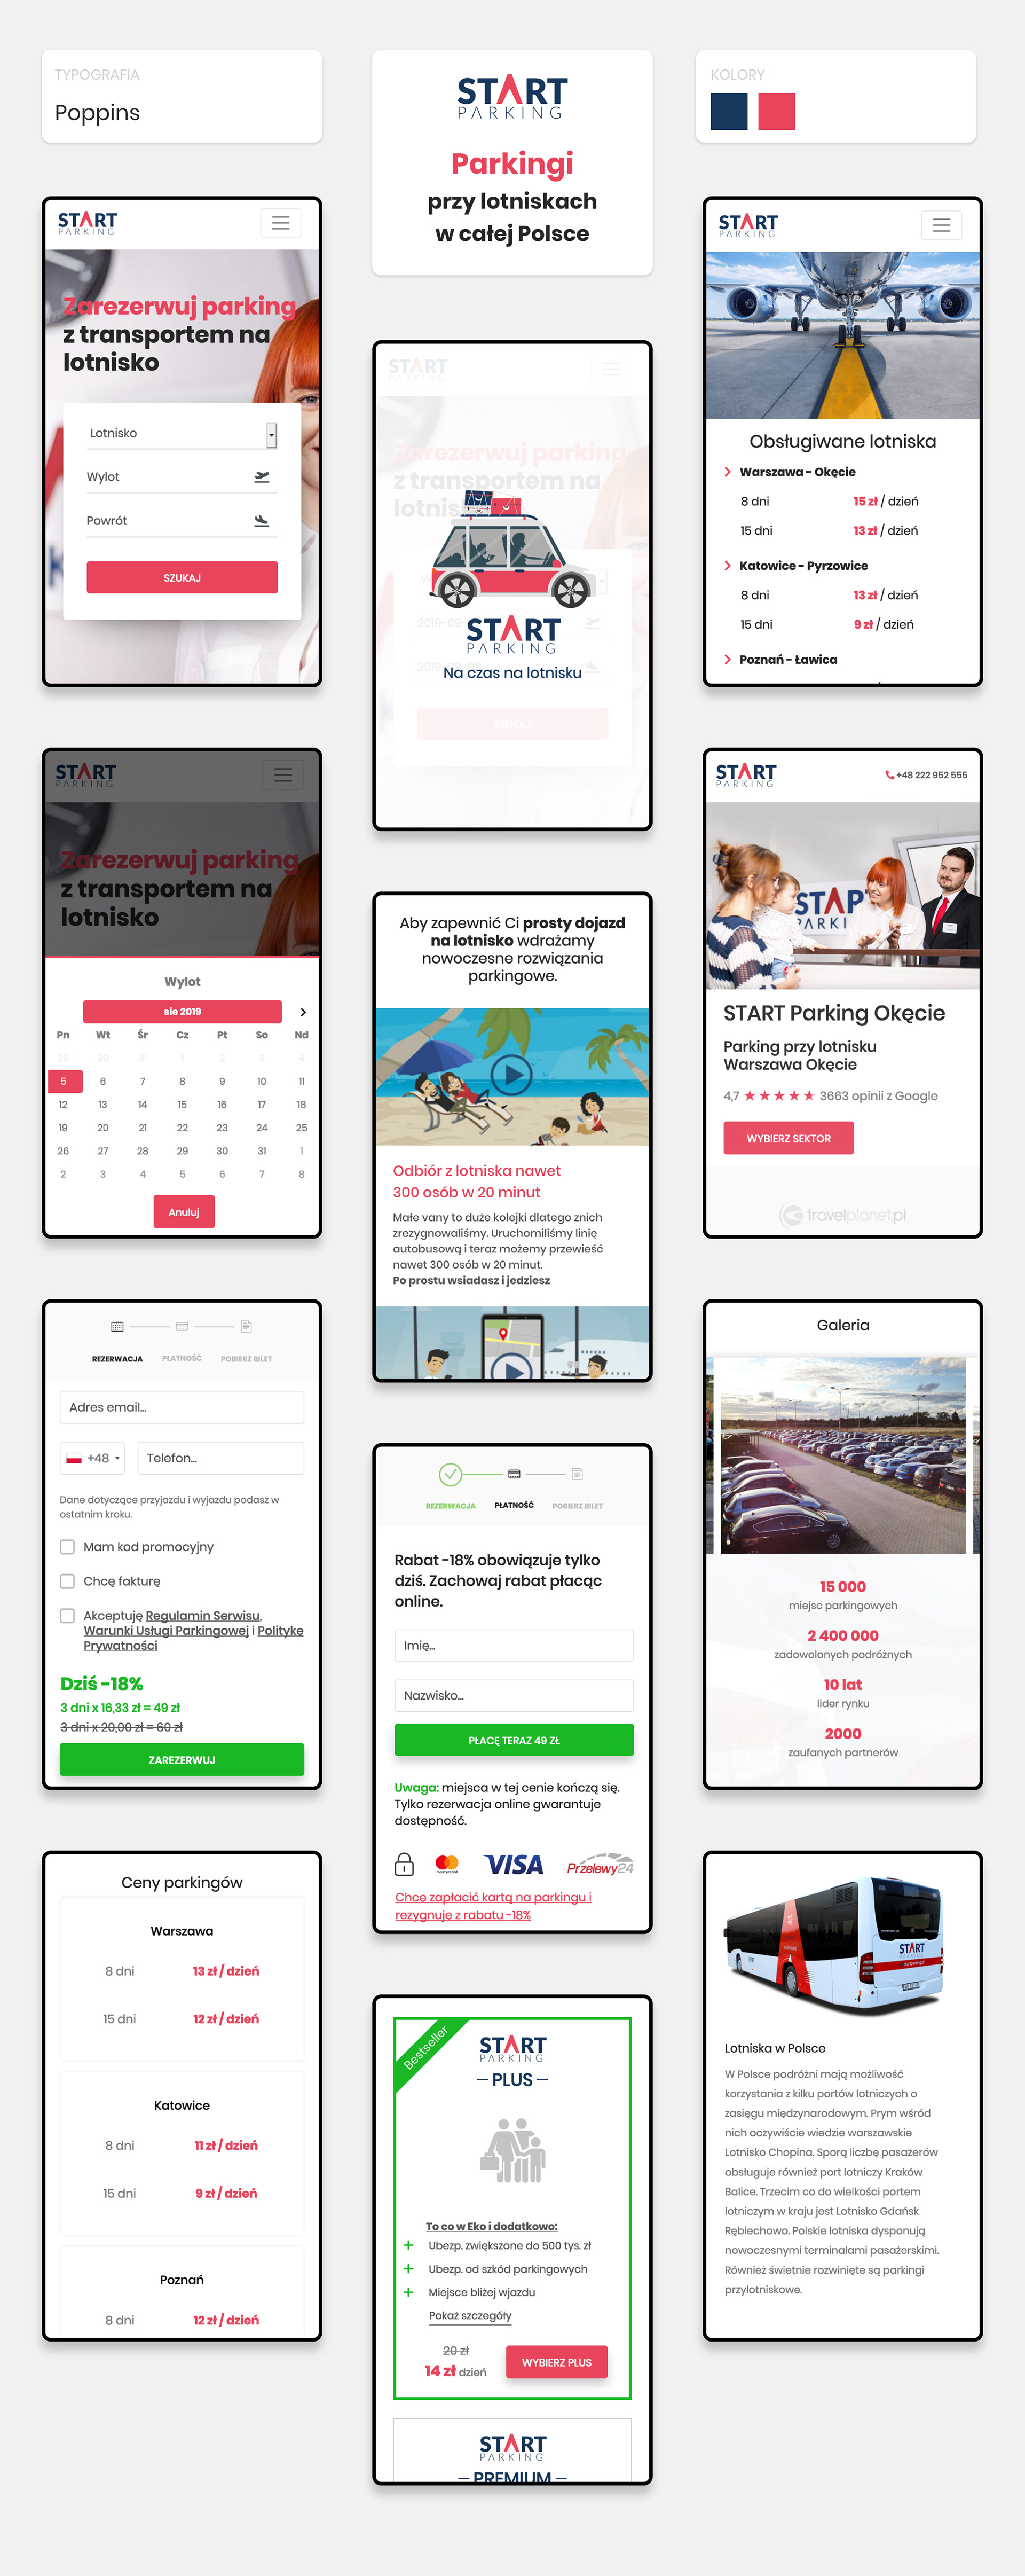 TYPOGRAFIA
Poppins
START
PARKING
Parkingi
przy lotniskach
w całej Polsce
KOLORY
START
PARKING
Zarezerwuj parking
z transportem na
lotnisko
Lotnisko
Wylot
Powrót
SZUKAJ
START
PARKING
Zarezerwuj parking
z transportem na
lotnisko
Wylot
sie 2019
Pn Wt Śr Cz Pt So Nd
29 30 31 1 2 3 4
5 6 7 8 9 10 11
12 13 14 15 16 17 18
19 20 21 22 23 24 25
26 27 28 29 30 31 1
2 3 4 5 6 7 8
Anuluj
REZERWACJA PŁATNOŚĆ POBIERZ BILET
Adres email...
+48 Telefon...
Dane dotyczące przyjazdu i wyjazdu podasz w
ostatnim kroku.
Mam kod promocyjny
Chcę fakturę
Akceptuję Regulamin Serwisu,
Warunki Usługi Parkingowej i Politykę
Prywatności
Dziś -18%
3 dni x 16,33 zł = 49 zł
3 dni x 20,00 zł = 60 zł
ZAREZERWUJ
Ceny parkingów
Warszawa
8 dni 13 zł / dzień
15 dni 12 zł / dzień
Katowice
8 dni 11 zł / dzień
15 dni 9 zł / dzień
Poznań
8 dni 12 zł / dzień
START
PARKING
Zarezerwuj parking
z transportem na
START
PARKING
Na czas na lotnisku
SZUKAJ
Aby zapewnić Ci prosty dojazd
na lotnisko wdrażamy
nowoczesne rozwiązania
parkingowe.
Odbiór z lotniska nawet
300 osób w 20 minut
Małe vany to duże kolejki dlatego znich
zrezygnowaliśmy. Uruchomiliśmy linię
autobusową i teraz możemy przewieść
nawet 300 osób w 20 minut.
Po prostu wsiadasz i jedziesz
REZERWACJA PŁATNOŚĆ POBIERZ BILET
Rabat -18% obowiązuje tylko
dziś. Zachowaj rabat płacąc
online.
Imię...
Nazwisko...
PŁACĘ TERAZ 49 ZŁ
Uwaga: miejsca w tej cenie kończą się.
Tylko rezerwacja online gwarantuje
dostępność.
mastercard VISA Przelewy24
Chcę zapłacić kartą na parkingu i
rezygnuję z rabatu -18%
Bestseller
START
PARKING
— PLUS —
To co w Eko i dodatkowo:
+ Ubezp. zwiększone do 500 tys. zł
+ Ubezp. od szkód parkingowych
+ Miejsce bliżej wjazdu
Pokaż szczegóły
20 zł
14 zł dzień
WYBIERZ PLUS
START
PARKING
— PREMIUM —
START
PARKING
Obsługiwane lotniska
Warszawa - Okęcie
8 dni 15 zł / dzień
15 dni 13 zł / dzień
Katowice - Pyrzowice
8 dni 13 zł / dzień
15 dni 9 zł / dzień
Poznań - Ławica
START
PARKING
+48 222 952 555
START Parking Okęcie
Parking przy lotnisku
Warszawa Okęcie
4,7 3663 opinii z Google
WYBIERZ SEKTOR
travelplanet.pl
Galeria
15 000
miejsc parkingowych
2 400 000
zadowolonych podróżnych
10 lat
lider rynku
2000
zaufanych partnerów
START
PARKING
Lotniska w Polsce
W Polsce podróżni mają możliwość
korzystania z kilku portów lotniczych o
zasięgu międzynarodowym. Prym wśród
nich oczywiście wiedzie warszawskie
Lotnisko Chopina. Sporą liczbę pasażerów
obsługuje również port lotniczy Kraków
Balice. Trzecim co do wielkości portem
lotniczym w kraju jest Lotnisko Gdańsk
Rębiechowo. Polskie lotniska dysponują
nowoczesnymi terminalami pasażerskimi.
Również świetnie rozwinięte są parkingi
przylotniskowe.